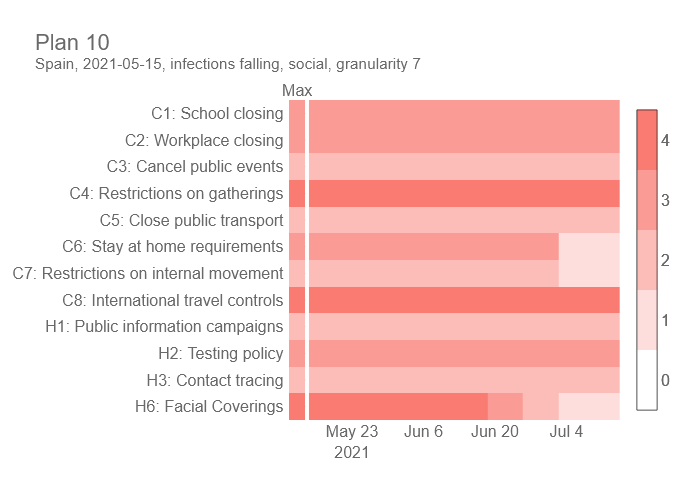 Plan 10
Spain, 2021-05-15, infections falling, social, granularity 7
Max
C1: School closing
C2: Workplace closing
C3: Cancel public events
C4: Restrictions on gatherings
C5: Close public transport
C6: Stay at home requirements
C7: Restrictions on internal movement
C8: International travel controls
H1: Public information campaigns
H2: Testing policy
H3: Contact tracing
H6: Facial Coverings
May 23 Jun 6 Jun 20 Jul 4
2021
4
3
2
1
0